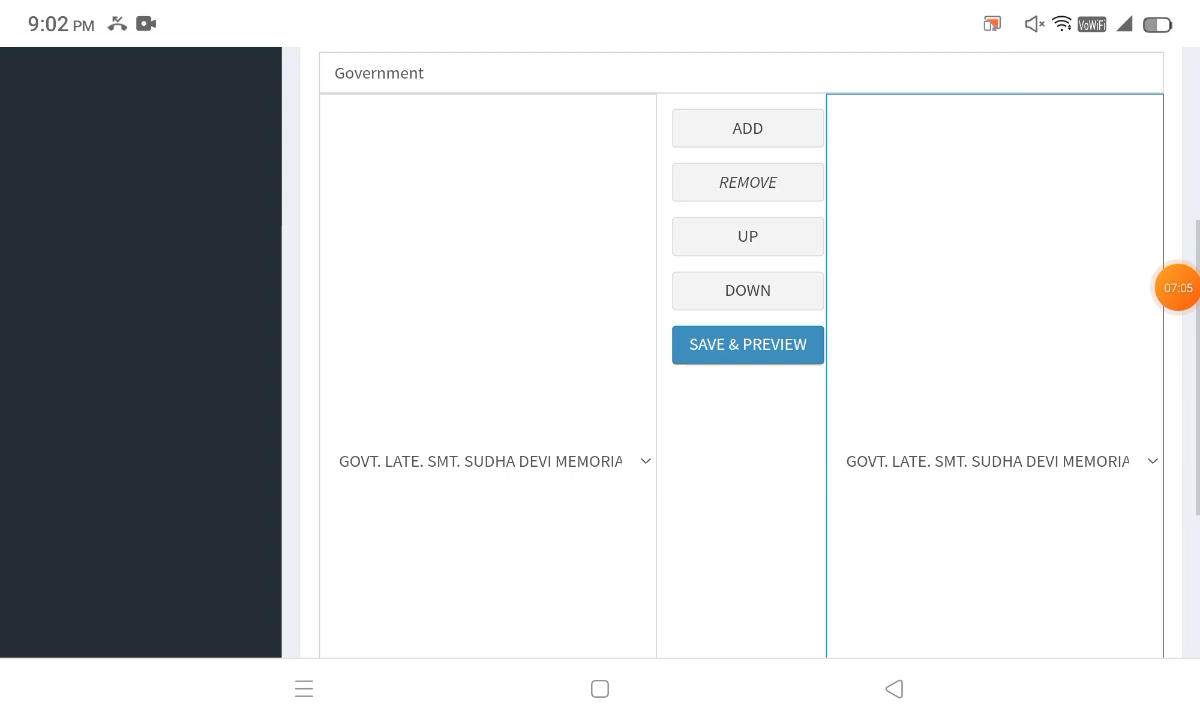 9:02 PM
VoWiFi
Government
ADD
REMOVE
UP
DOWN
SAVE & PREVIEW
07:05
GOVT. LATE. SMT. SUDHA DEVI MEMORIA
GOVT. LATE. SMT. SUDHA DEVI MEMORIA